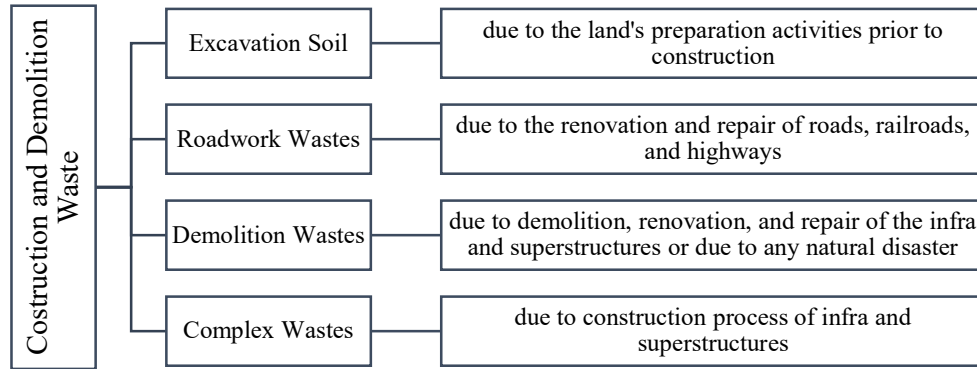 Costruction and Demolition
Waste
Excavation Soil
due to the land's preparation activities prior to
construction
Roadwork Wastes
due to the renovation and repair of roads, railroads,
and highways
Demolition Wastes
due to demolition, renovation, and repair of the infra
and superstructures or due to any natural disaster
Complex Wastes
due to construction process of infra and
superstructures